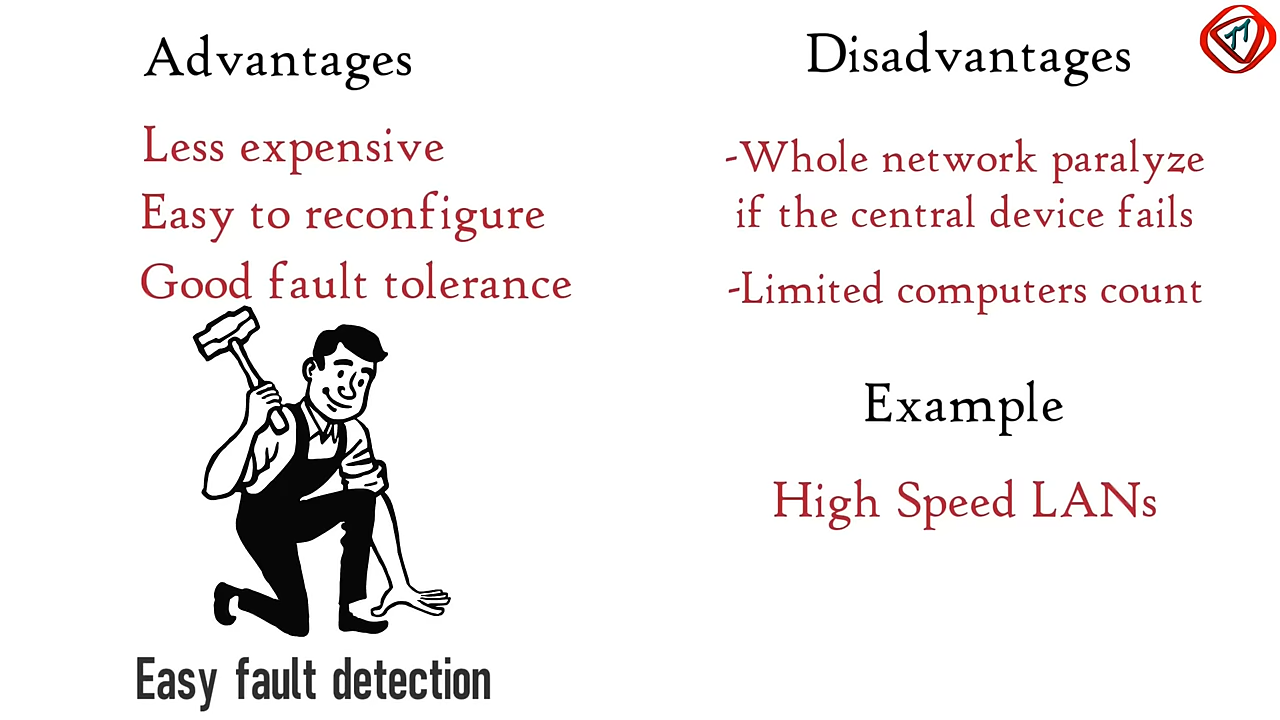 Advantages
Less expensive
Easy to reconfigure
Good fault tolerance
Easy fault detection
Disadvantages
-Whole network paralyze
if the central device fails
-Limited computers count
Example
High Speed LANs